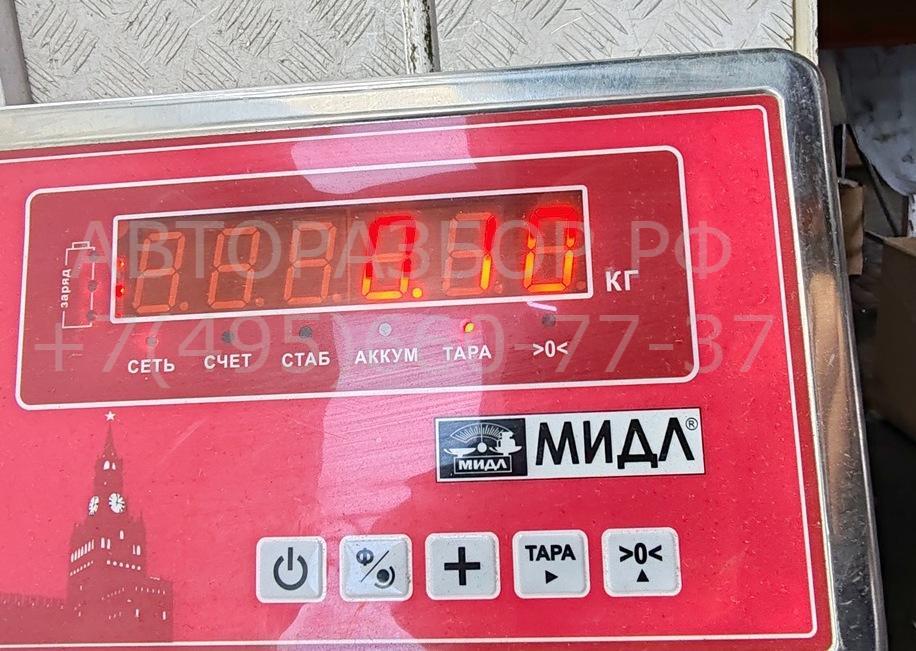 АВТОРАЗБОР.РФ
0.10
заряд
КГ
+7(495)260-77-37
СЕТЬ СЧЕТ СТАБ АККУМ ТАРА >0<
МИДЛ МИДЛ®
Ф/
+
ТАРА
>0<